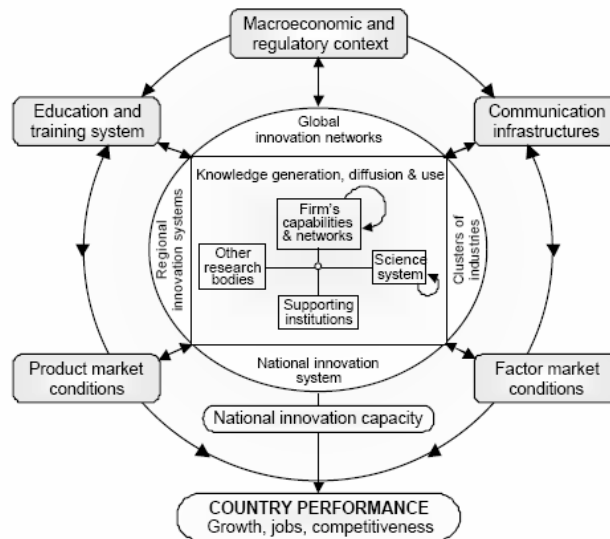 Macroeconomic and
regulatory context
Education and
training system
Communication
infrastructures
Global
innovation networks
Knowledge generation, diffusion & use
Regional
innovation systems
Clusters of
industries
Firm's
capabilities
& networks
Other
research
bodies
Science
system
Supporting
institutions
Product market
conditions
National innovation
system
Factor market
conditions
National innovation capacity
COUNTRY PERFORMANCE
Growth, jobs, competitiveness